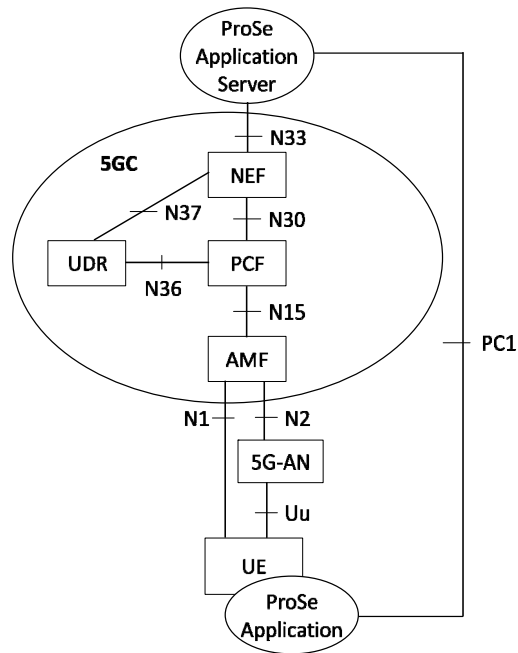 ProSe
Application
Server
N33
5GC
NEF
N37
N30
UDR
PCF
N36
N15
PC1
AMF
N1
N2
5G-AN
Uu
UE
ProSe
Application